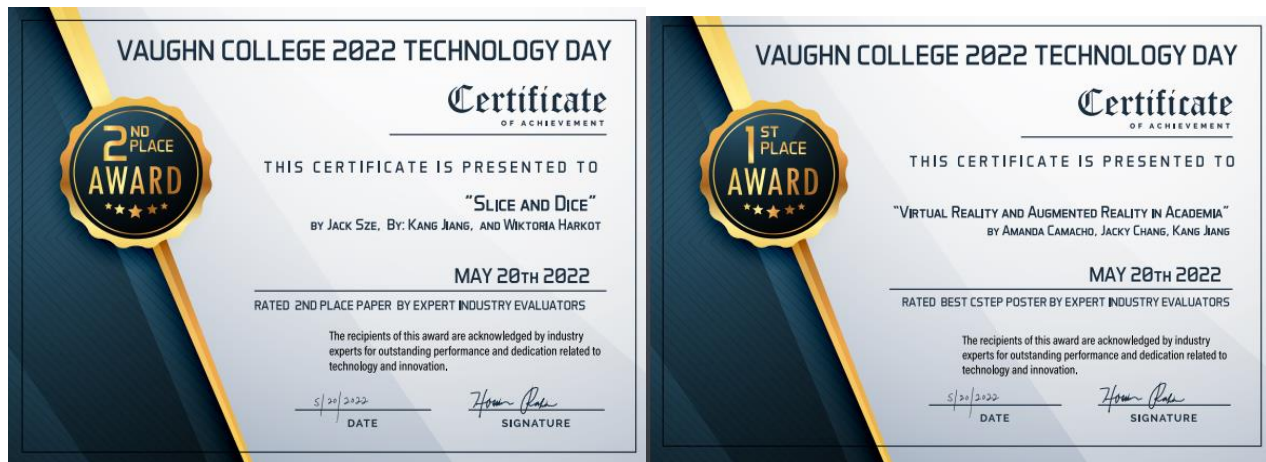 VAUGHN COLLEGE 2022 TECHNOLOGY DAY
Certificate
OF ACHIEVEMENT
2ND PLACE
AWARD
THIS CERTIFICATE IS PRESENTED TO
"SLICE AND DICE"
BY JACK SZE, BY: KANG JIANG, AND WIKTORIA HARKOT
MAY 20TH 2022
RATED 2ND PLACE PAPER BY EXPERT INDUSTRY EVALUATORS
The recipients of this award are acknowledged by industry
experts for outstanding performance and dedication related to
technology and innovation.
5/20/2022
DATE
SIGNATURE
VAUGHN COLLEGE 2022 TECHNOLOGY DAY
Certificate
OF ACHIEVEMENT
1ST PLACE
AWARD
THIS CERTIFICATE IS PRESENTED TO
"VIRTUAL REALITY AND AUGMENTED REALITY IN ACADEMIA"
BY AMANDA CAMACHO, JACKY CHANG, KANG JIANG
MAY 20TH 2022
RATED BEST CSTEP POSTER BY EXPERT INDUSTRY EVALUATORS
The recipients of this award are acknowledged by industry
experts for outstanding performance and dedication related to
technology and innovation.
5/20/2022
DATE
SIGNATURE